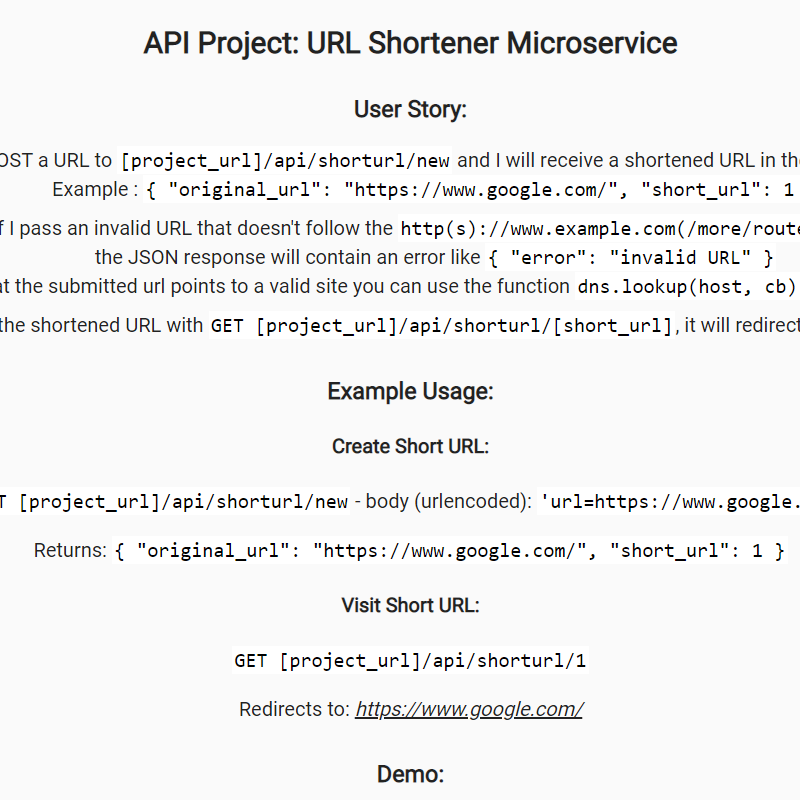 API Project: URL Shortener Microservice
User Story:
OST a URL to [project_url]/api/shorturl/new and I will receive a shortened URL in the
Example : { "original_url": "https://www.google.com/", "short_url": 1
f I pass an invalid URL that doesn't follow the http(s)://www.example.com(/more/route
the JSON response will contain an error like { "error": "invalid URL" }
at the submitted url points to a valid site you can use the function dns.lookup(host, cb)
the shortened URL with GET [project_url]/api/shorturl/[short_url], it will redirect
Example Usage:
Create Short URL:
T [project_url]/api/shorturl/new - body (urlencoded): 'url=https://www.google.
Returns: { "original_url": "https://www.google.com/", "short_url": 1 }
Visit Short URL:
GET [project_url]/api/shorturl/1
Redirects to: https://www.google.com/
Demo: